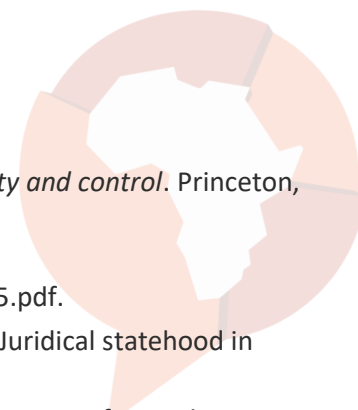 ty and control. Princeton,
5.pdf.
Juridical statehood in